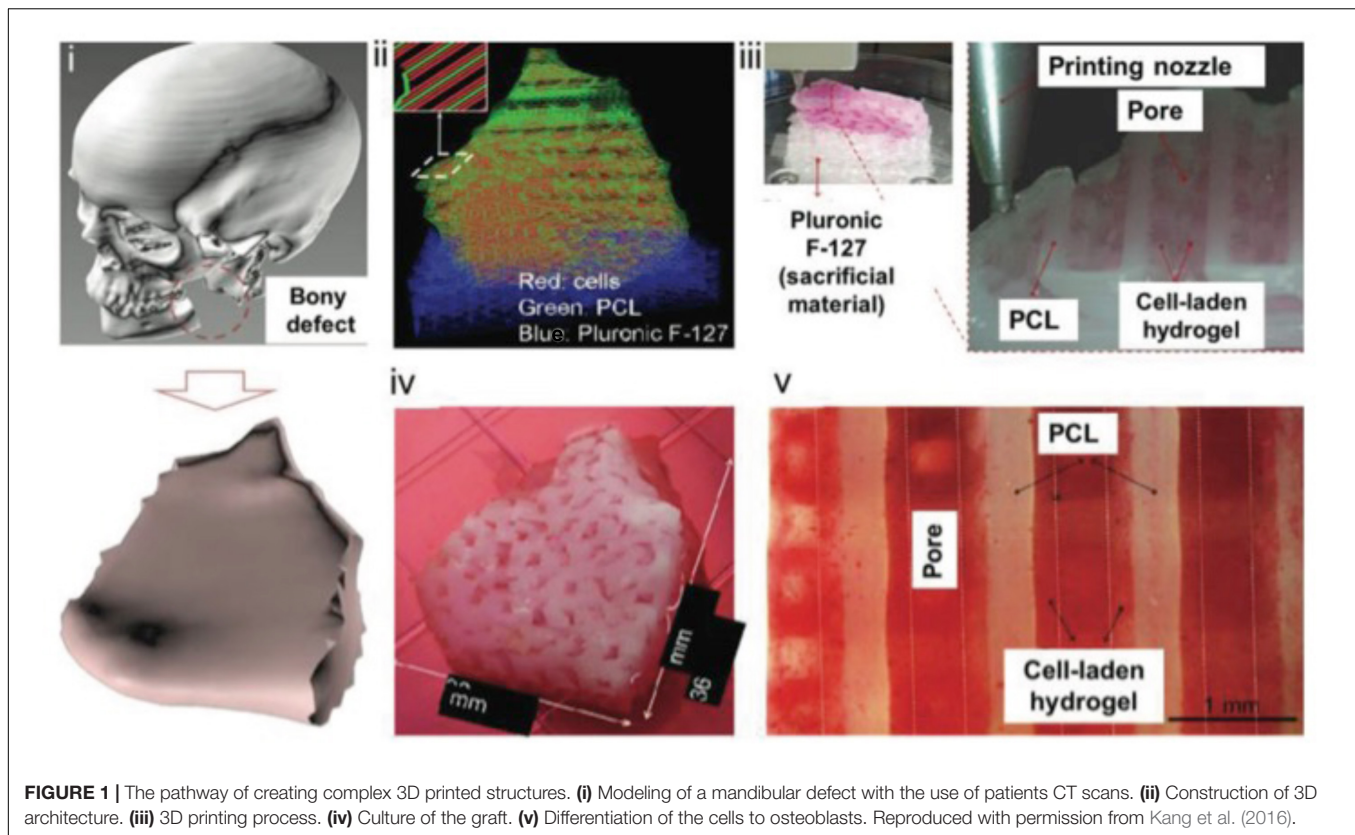 i
Bony
defect
ii
Red: cells
Green: PCL
Blue: Pluronic F-127
iii
Pluronic
F-127
(sacrificial
material)
Printing nozzle
Pore
PCL
Cell-laden
hydrogel
iv
mm
mm
36
v
PCL
Pore
Cell-laden
hydrogel
1 mm
FIGURE 1 | The pathway of creating complex 3D printed structures. (i) Modeling of a mandibular defect with the use of patients CT scans. (ii) Construction of 3D
architecture. (iii) 3D printing process. (iv) Culture of the graft. (v) Differentiation of the cells to osteoblasts. Reproduced with permission from Kang et al. (2016).